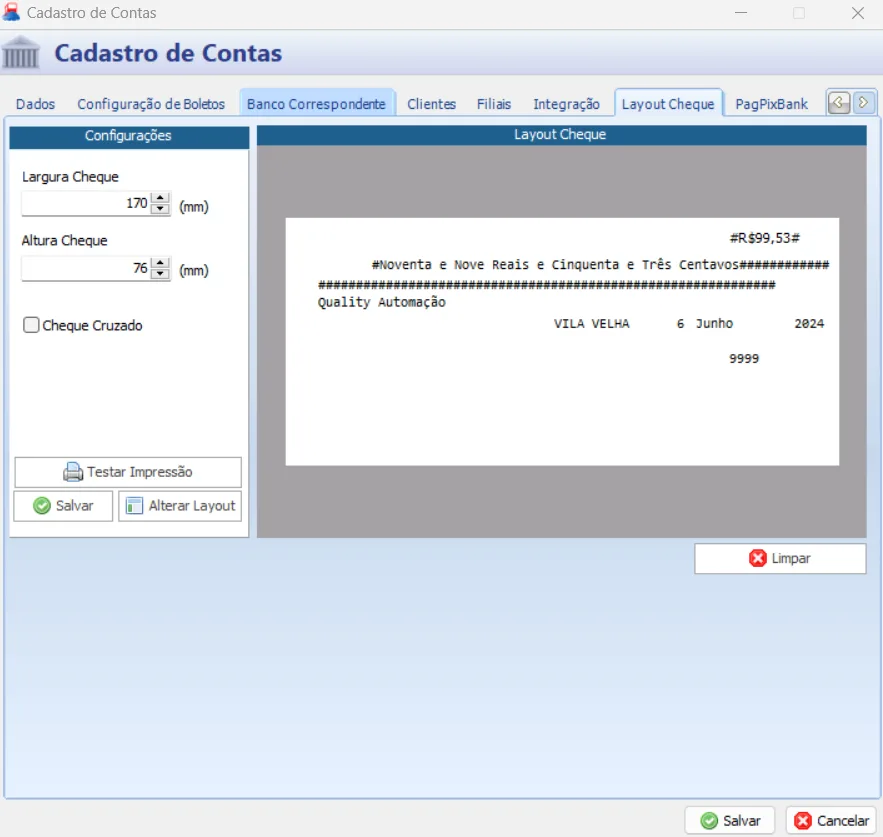 Cadastro de Contas
Cadastro de Contas
Dados Configuração de Boletos Banco Correspondente Clientes Filiais Integração Layout Cheque PagPixBank
Configurações
Largura Cheque
170 (mm)
Altura Cheque
76 (mm)
Cheque Cruzado
Testar Impressão
Salvar Alterar Layout
Layout Cheque
#R$99,53#
#Noventa e Nove Reais e Cinquenta e Três Centavos############
#############################################################
Quality Automação
VILA VELHA 6 Junho 2024
9999
Limpar
Salvar Cancelar